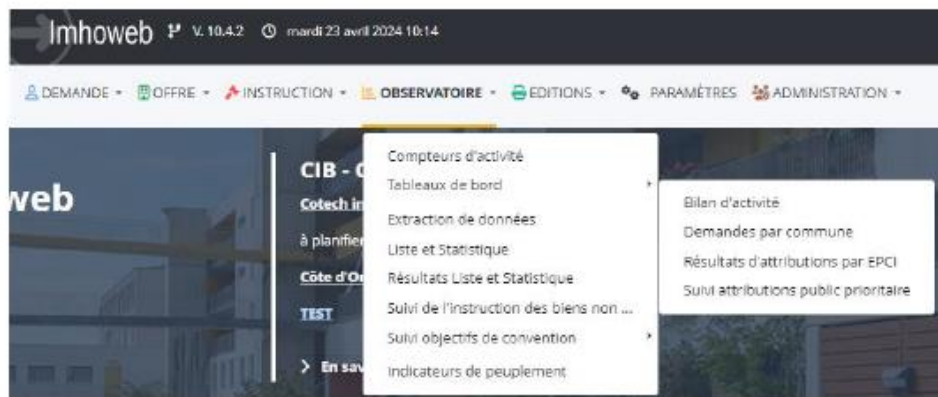 Imhoweb V. 10.4.2 mardi 23 avril 2024 10:14
DEMANDE OFFRE INSTRUCTION OBSERVATOIRE EDITIONS PARAMÈTRES ADMINISTRATION
web
CIB - C
Cotech in
à planifier
Côte d'Or
TEST
> En sav
Compteurs d'activité
Tableaux de bord
Extraction de données
Liste et Statistique
Résultats Liste et Statistique
Suivi de l'instruction des biens non ...
Suivi objectifs de convention
Indicateurs de peuplement
Bilan d'activité
Demandes par commune
Résultats d'attributions par EPCI
Suivi attributions public prioritaire